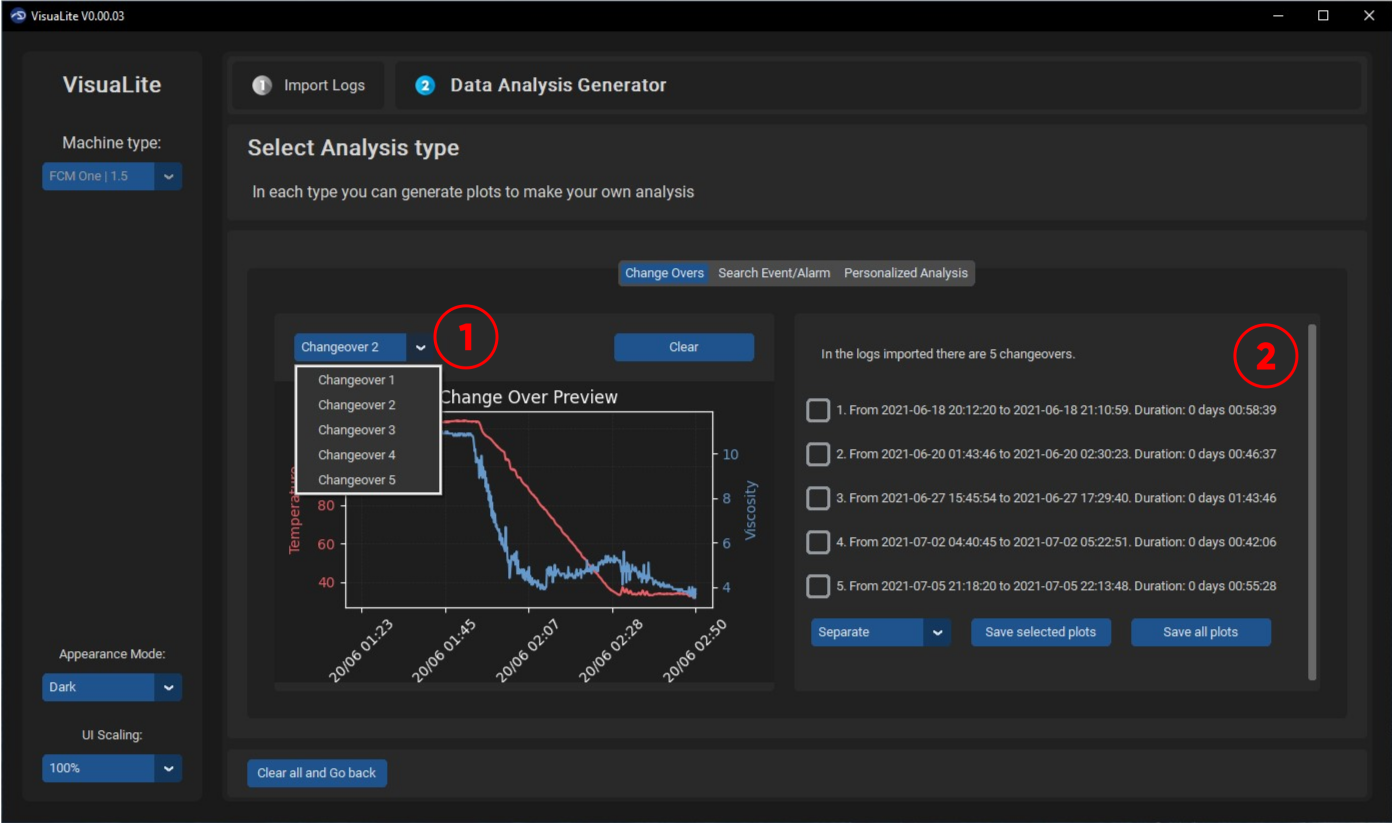 VisuaLite V0.00.03
VisuaLite
Machine type:
FCM One | 1.5
Appearance Mode:
Dark
UI Scaling:
100%
1 Import Logs
2 Data Analysis Generator
Select Analysis type
In each type you can generate plots to make your own analysis
Change Overs Search Event/Alarm Personalized Analysis
Changeover 2
1
Clear
Changeover 1
Changeover 2
Changeover 3
Changeover 4
Changeover 5
Change Over Preview
Temperature
80
60
40
10
8
6
4
Viscosity
20/06 01:23
20/06 01:45
20/06 02:07
20/06 02:28
20/06 02:50
In the logs imported there are 5 changeovers.
2
1. From 2021-06-18 20:12:20 to 2021-06-18 21:10:59. Duration: 0 days 00:58:39
2. From 2021-06-20 01:43:46 to 2021-06-20 02:30:23. Duration: 0 days 00:46:37
3. From 2021-06-27 15:45:54 to 2021-06-27 17:29:40. Duration: 0 days 01:43:46
4. From 2021-07-02 04:40:45 to 2021-07-02 05:22:51. Duration: 0 days 00:42:06
5. From 2021-07-05 21:18:20 to 2021-07-05 22:13:48. Duration: 0 days 00:55:28
Separate
Save selected plots
Save all plots
Clear all and Go back